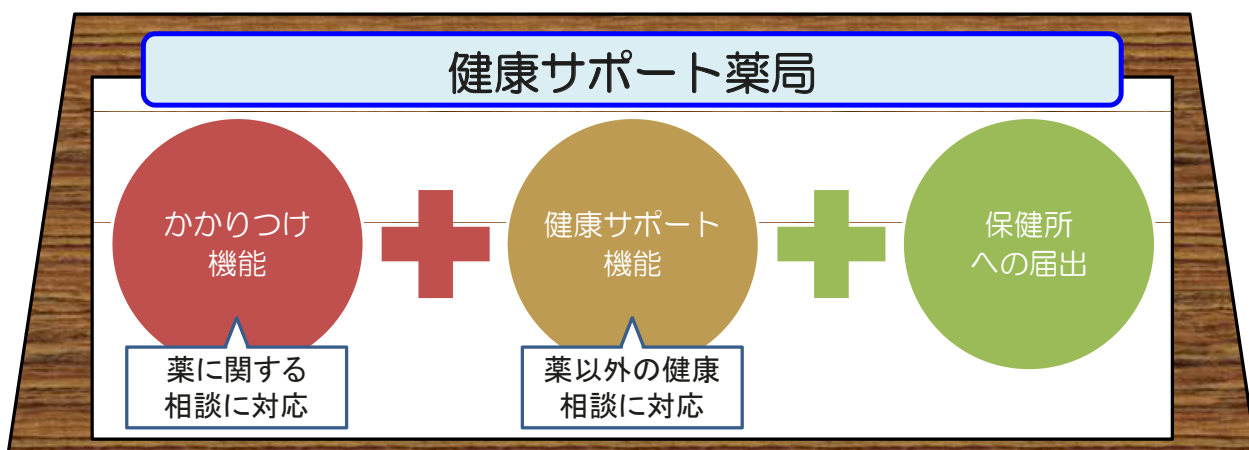 健康サポート薬局
かかりつけ
機能
健康サポート
機能
保健所
への届出
薬に関する
相談に対応
薬以外の健康
相談に対応